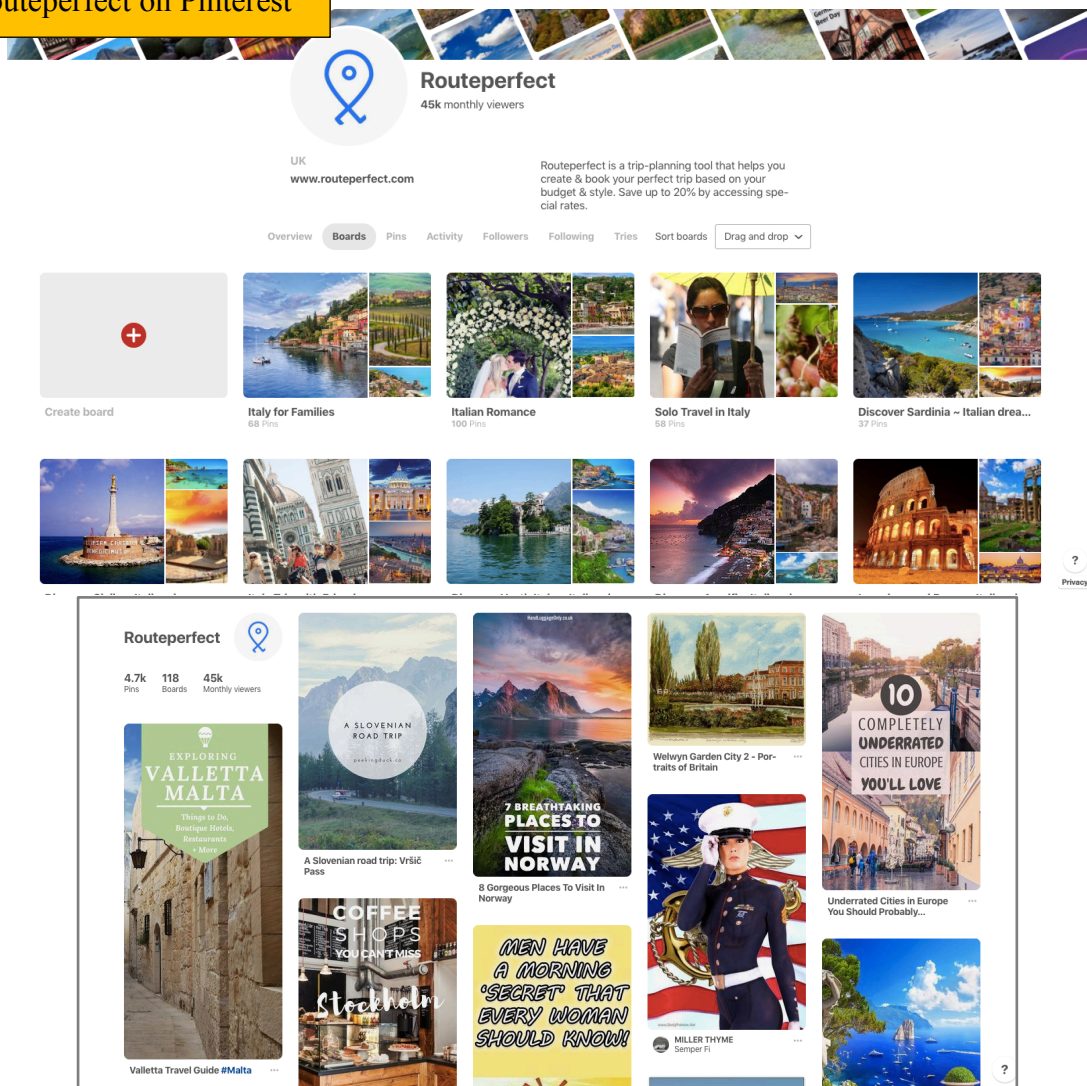 uteperfect on Pinterest
Routeperfect
45k monthly viewers
UK
www.routeperfect.com
Routeperfect is a trip-planning tool that helps you
create & book your perfect trip based on your
budget & style. Save up to 20% by accessing spe-
cial rates.
Overview Boards Pins Activity Followers Following Tries Sort boards Drag and drop
Create board
Italy for Families
68 Pins
Italian Romance
100 Pins
Solo Travel in Italy
58 Pins
Discover Sardinia ~ Italian drea...
37 Pins
?
Privacy
Routeperfect
4.7k
Pins
118
Boards
45k
Monthly viewers
EXPLORING
VALLETTA
MALTA
Things to Do,
Boutique Hotels,
Restaurants
+ More
Valletta Travel Guide #Malta
A SLOVENIAN
ROAD TRIP
peekingduck.co
A Slovenian road trip: Vršič
Pass
COFFEE
SHOPS
YOU CAN'T MISS
Stockholm
HandLuggageOnly.co.uk
7 BREATHTAKING
PLACES TO
VISIT IN
NORWAY
8 Gorgeous Places To Visit In
Norway
MEN HAVE
A MORNING
'SECRET' THAT
EVERY WOMAN
SHOULD KNOW!
Welwyn Garden City 2 - Por-
traits of Britain
MILLER THYME
Semper Fi
10
COMPLETELY
UNDERRATED
CITIES IN EUROPE
YOU'LL LOVE
Underrated Cities in Europe
You Should Probably...
?